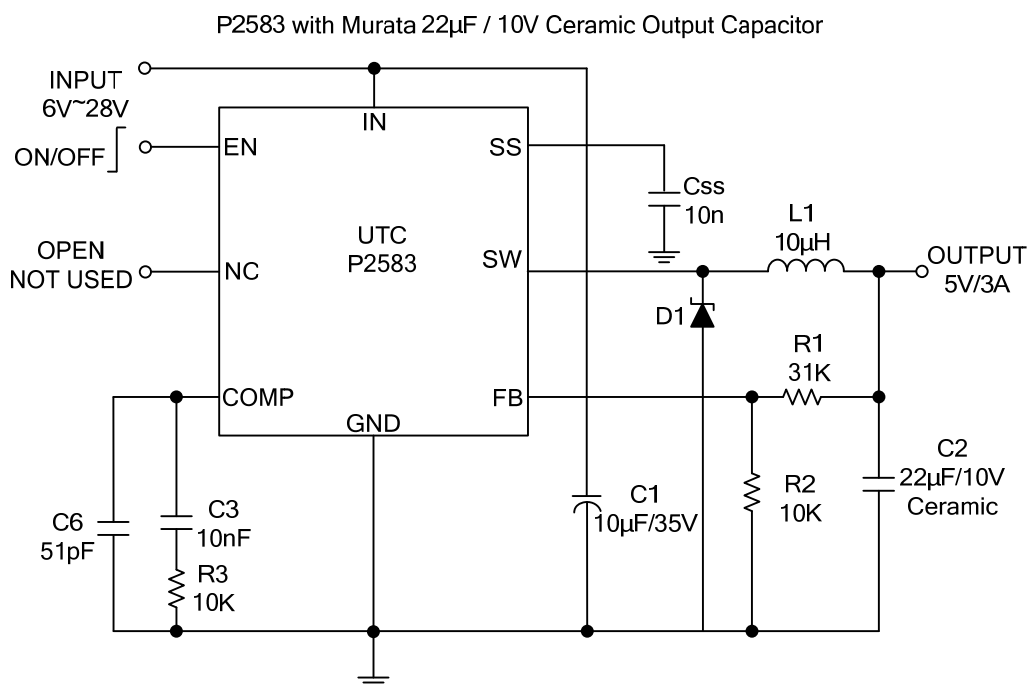 P2583 with Murata 22μF / 10V Ceramic Output Capacitor
INPUT
6V~28V
IN
ON/OFF
EN
SS
Css
10n
L1
10μH
OPEN
NOT USED
NC
UTC
P2583
SW
OUTPUT
5V/3A
D1
R1
31K
COMP
FB
GND
C2
22μF/10V
Ceramic
R2
10K
C1
10μF/35V
C6
51pF
C3
10nF
R3
10K